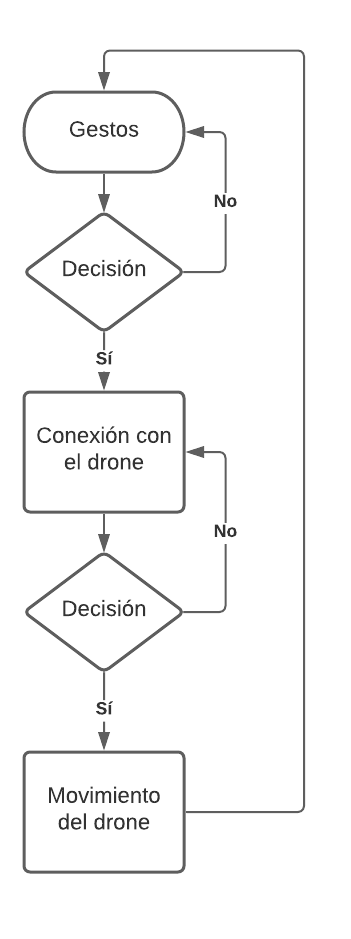 Gestos
No
Decisión
Sí
Conexión con
el drone
No
Decisión
Sí
Movimiento
del drone